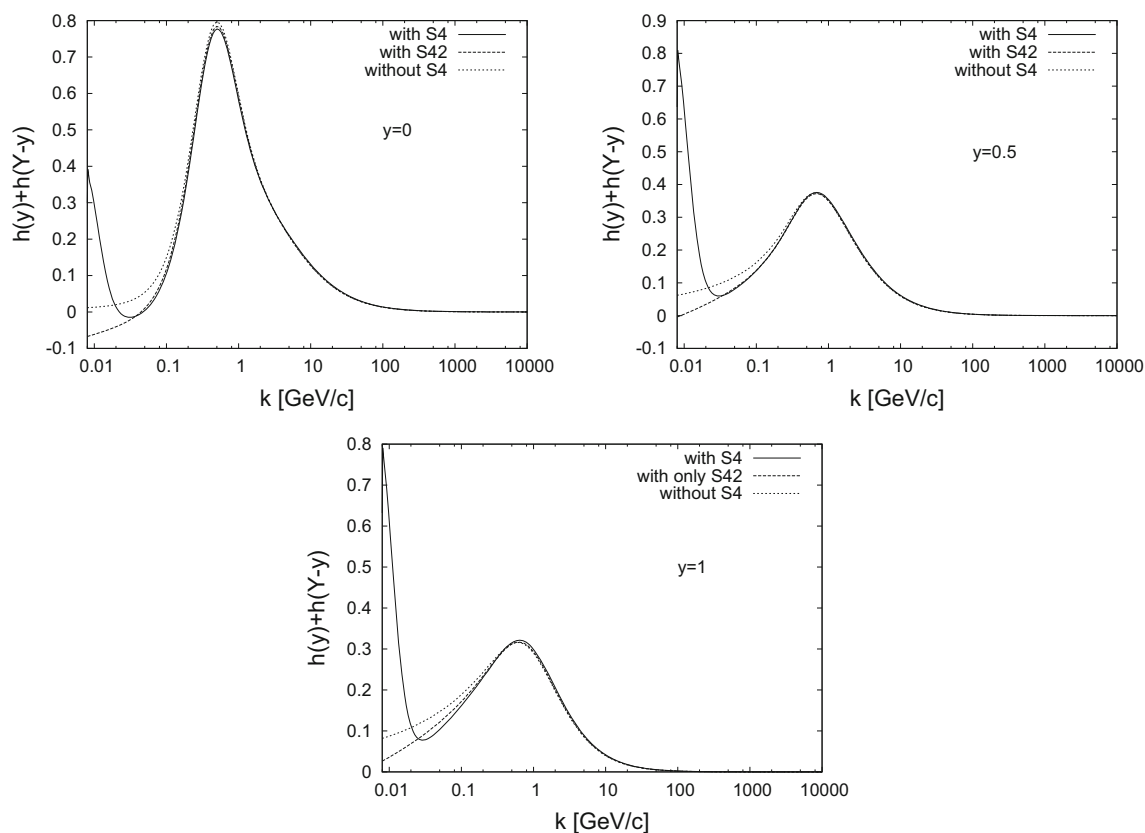 0.8
0.7
0.6
0.5
0.4
0.3
0.2
0.1
0
-0.1
h(y)+h(Y-y)
with S4
with S42
without S4
y=0
0.01 0.1 1 10 100 1000 10000
k [GeV/c]
0.9
0.8
0.7
0.6
0.5
0.4
0.3
0.2
0.1
0
-0.1
h(y)+h(Y-y)
with S4
with S42
without S4
y=0.5
0.01 0.1 1 10 100 1000 10000
k [GeV/c]
0.8
0.7
0.6
0.5
0.4
0.3
0.2
0.1
0
h(y)+h(Y-y)
with S4
with only S42
without S4
y=1
0.01 0.1 1 10 100 1000 10000
k [GeV/c]